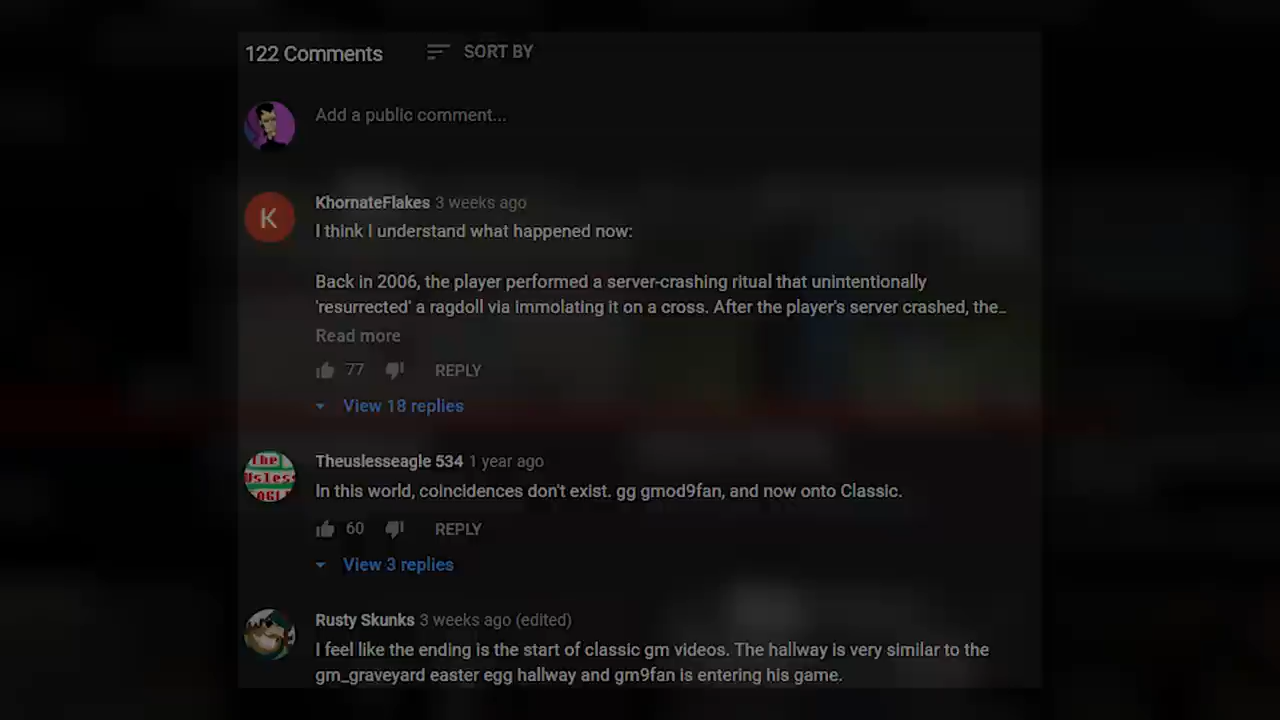 122 Comments
SORT BY
Add a public comment...
K
KhornateFlakes 3 weeks ago
I think I understand what happened now:
Back in 2006, the player performed a server-crashing ritual that unintentionally
'resurrected' a ragdoll via immolating it on a cross. After the player's server crashed, the...
Read more
77
REPLY
View 18 replies
The
Theuslesseagle 534 1 year ago
In this world, coincidences don't exist. gg gmod9fan, and now onto Classic.
60
REPLY
View 3 replies
Rusty Skunks 3 weeks ago (edited)
I feel like the ending is the start of classic gm videos. The hallway is very similar to the
gm_graveyard easter egg hallway and gm9fan is entering his game.